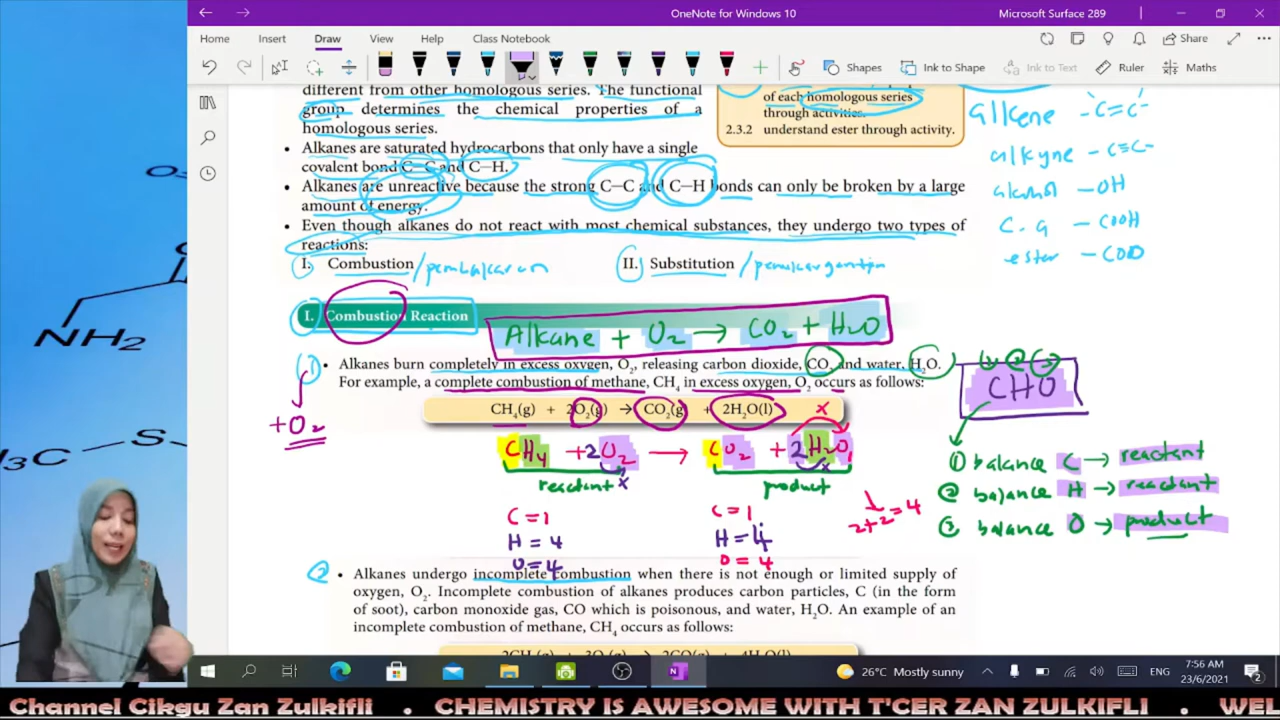 OneNote for Windows 10
Microsoft Surface 289
Home Insert Draw View Help Class Notebook
Share
Shapes Ink to Shape Ink to Text Ruler Maths
different from other homologous series. The functional
group determines the chemical properties of a
homologous series.
of each homologous series
through activities.
2.3.2 understand ester through activity.
alkene -C=C-
alkyne -C≡C-
alcohol -OH
C.a - COOH
ester - COO
• Alkanes are saturated hydrocarbons that only have a single
covalent bond C–C and C–H.
• Alkanes are unreactive because the strong C–C and C–H bonds can only be broken by a large
amount of energy.
• Even though alkanes do not react with most chemical substances, they undergo two types of
reactions:
I. Combustion /pembakaran
II. Substitution /
I. Combustion Reaction
Alkane + O2 → CO2 + H2O
① • Alkanes burn completely in excess oxygen, O2, releasing carbon dioxide, CO2 and water, H2O.
For example, a complete combustion of methane, CH4 in excess oxygen, O2 occurs as follows:
+O2
CH4(g) + 2O2(g) → CO2(g) + 2H2O(l) x
CH4 + 2O2 → CO2 + 2H2O
reactant x
product
C = 1
H = 4
O = 4
C = 1
H = 4
O = 4
2+2 = 4
CHO
① balance C → reactant
② balance H → reactant
③ balance O → product
② • Alkanes undergo incomplete combustion when there is not enough or limited supply of
oxygen, O2. Incomplete combustion of alkanes produces carbon particles, C (in the form
of soot), carbon monoxide gas, CO which is poisonous, and water, H2O. An example of an
incomplete combustion of methane, CH4 occurs as follows:
NH2
H3C S
26°C Mostly sunny
ENG
7:56 AM
23/6/2021
2
Channel Cikgu Zan Zulkifli . CHEMISTRY IS AWESOME WITH T'CER ZAN ZULKIFLI . WEL